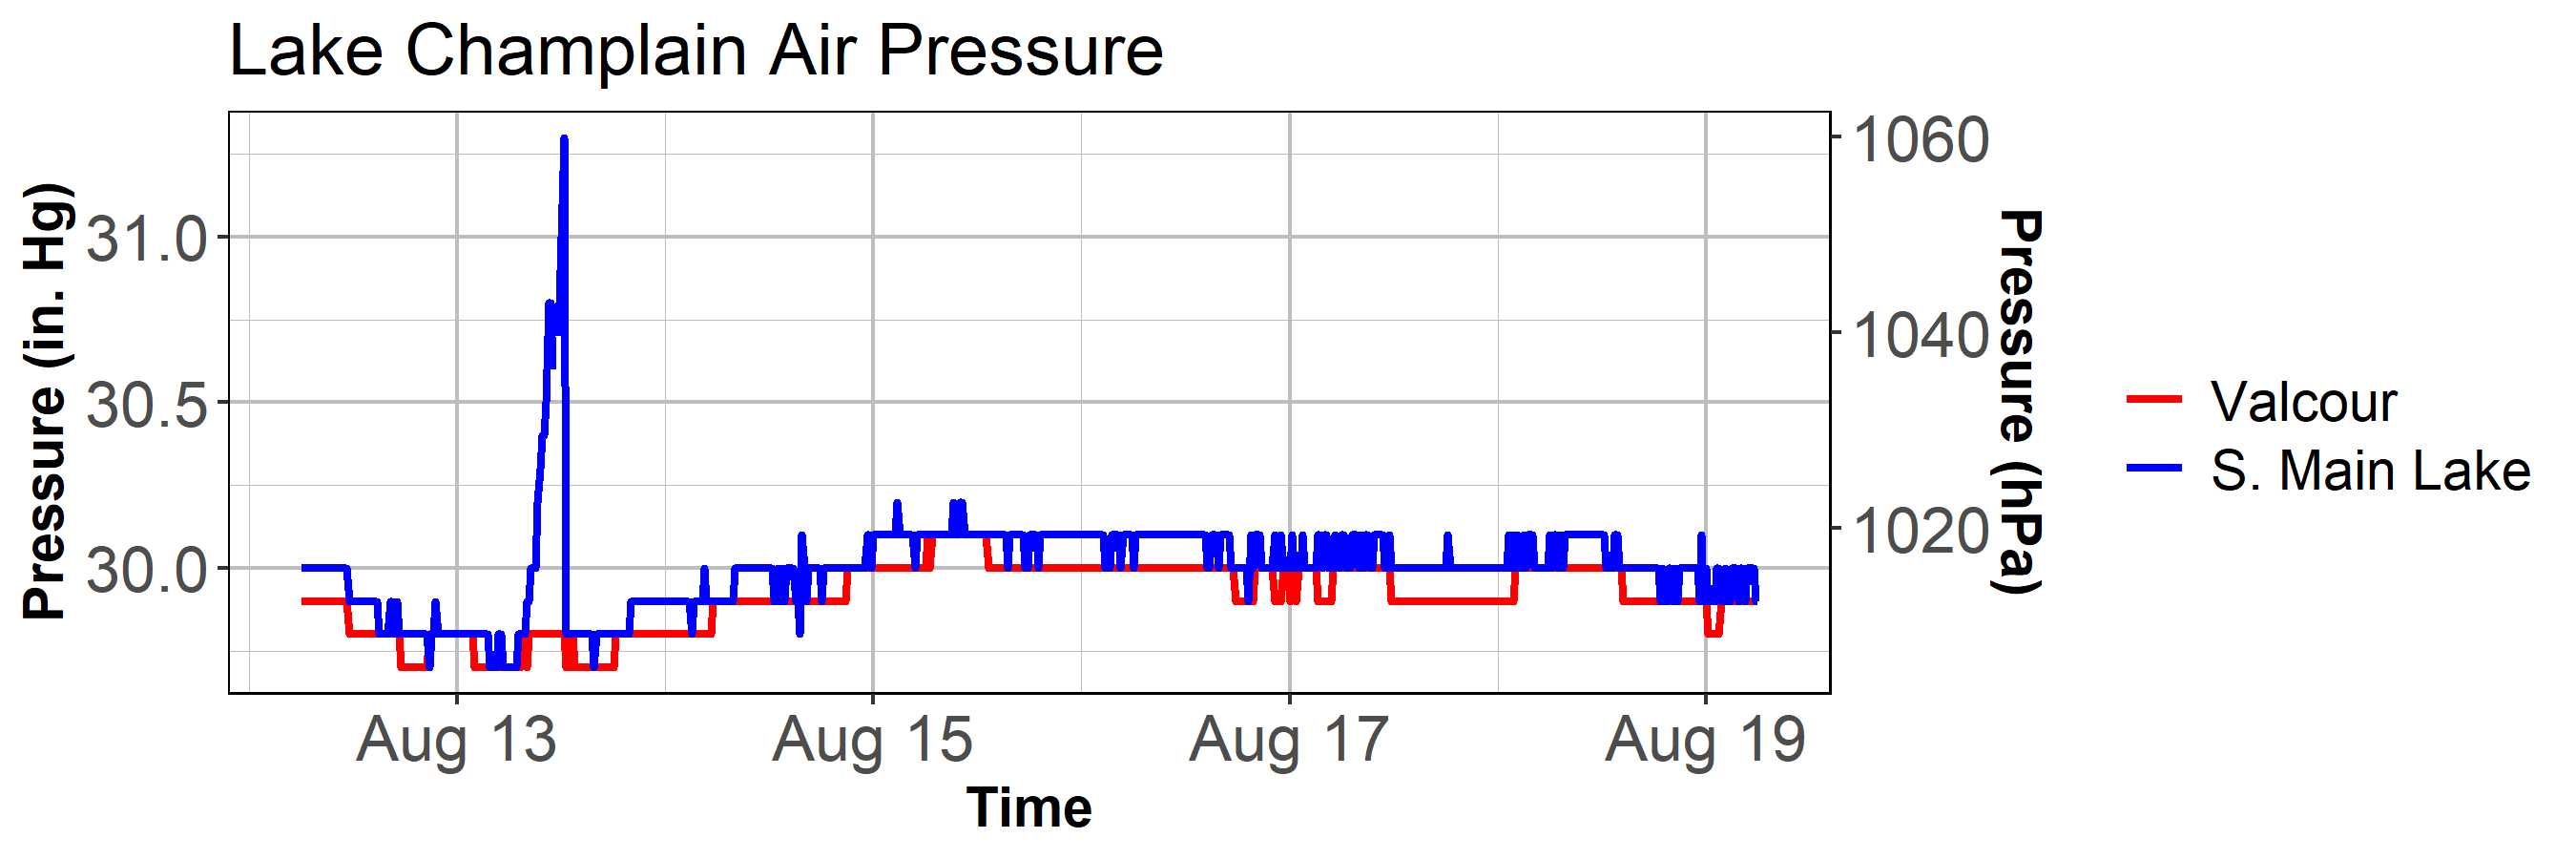 Lake Champlain Air Pressure
Pressure (in. Hg)
31.0
30.5
30.0
1060
1040
1020
Pressure (hPa)
Valcour
S. Main Lake
Aug 13
Aug 15
Aug 17
Aug 19
Time